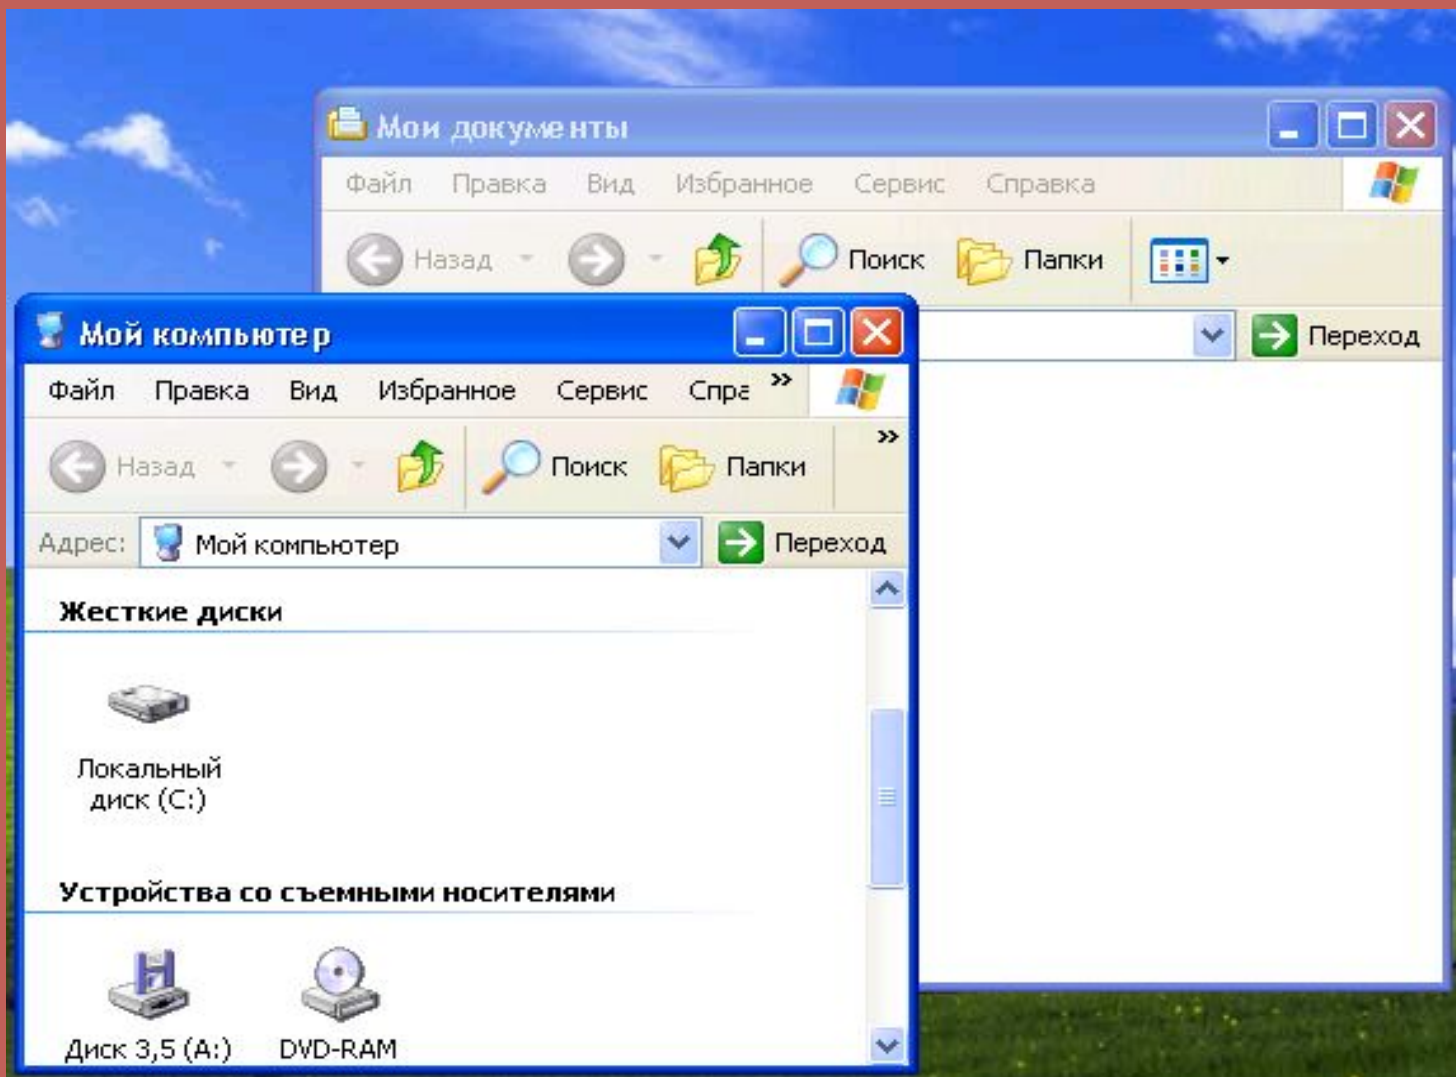 Мои документы
Файл Правка Вид Избранное Сервис Справка
Назад Поиск Папки
Переход
Мой компьютер
Файл Правка Вид Избранное Сервис Спра »
Назад Поиск Папки »
Адрес: Мой компьютер Переход
Жесткие диски
Локальный
диск (C:)
Устройства со съемными носителями
Диск 3,5 (A:) DVD-RAM